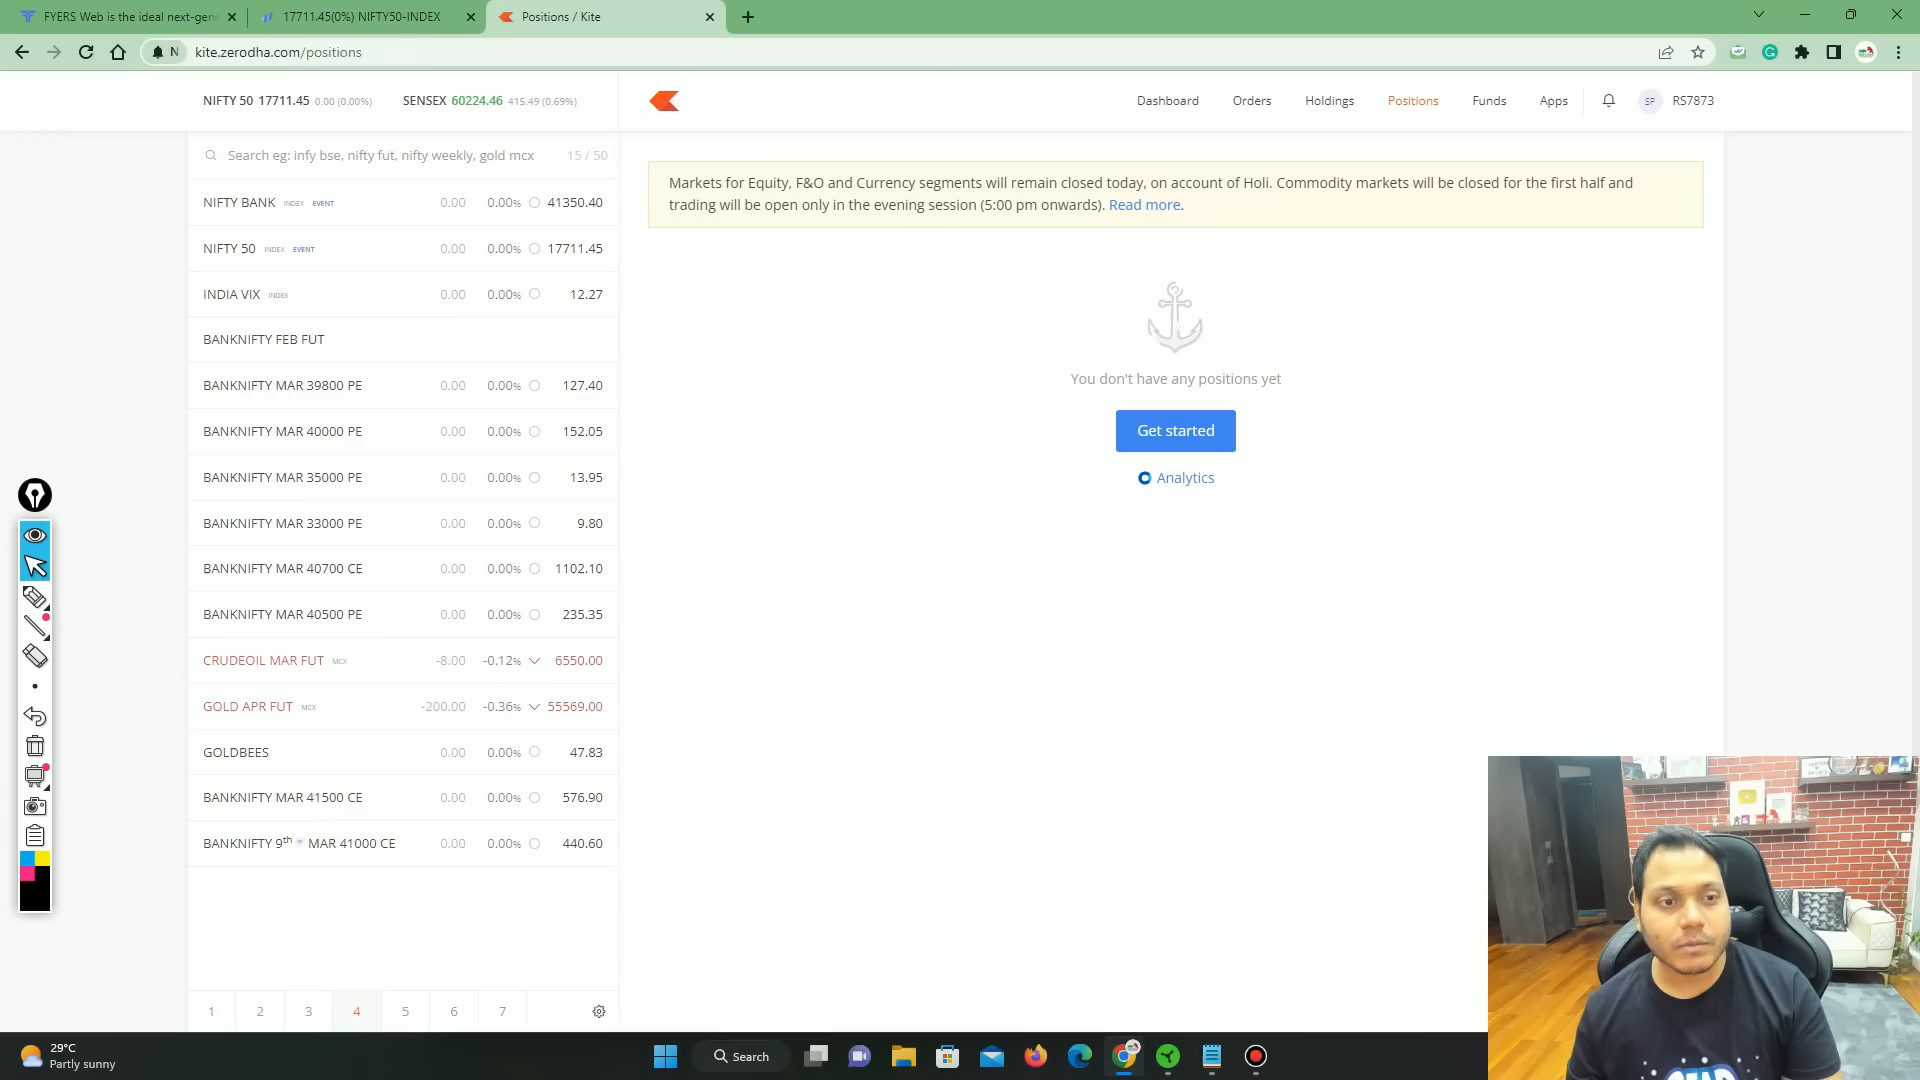 FYERS Web is the ideal next-gene
17711.45(0%) NIFTY50-INDEX
Positions / Kite
N
kite.zerodha.com/positions
NIFTY 50 17711.45 0.00 (0.00%)
SENSEX 60224.46 415.49 (0.69%)
Dashboard
Orders
Holdings
Positions
Funds
Apps
SP
RS7873
Search eg: infy bse, nifty fut, nifty weekly, gold mcx 15 / 50
NIFTY BANK INDEX EVENT 0.00 0.00% 41350.40
NIFTY 50 INDEX EVENT 0.00 0.00% 17711.45
INDIA VIX INDEX 0.00 0.00% 12.27
BANKNIFTY FEB FUT
BANKNIFTY MAR 39800 PE 0.00 0.00% 127.40
BANKNIFTY MAR 40000 PE 0.00 0.00% 152.05
BANKNIFTY MAR 35000 PE 0.00 0.00% 13.95
BANKNIFTY MAR 33000 PE 0.00 0.00% 9.80
BANKNIFTY MAR 40700 CE 0.00 0.00% 1102.10
BANKNIFTY MAR 40500 PE 0.00 0.00% 235.35
CRUDEOIL MAR FUT MCX -8.00 -0.12% 6550.00
GOLD APR FUT MCX -200.00 -0.36% 55569.00
GOLDBEES 0.00 0.00% 47.83
BANKNIFTY MAR 41500 CE 0.00 0.00% 576.90
BANKNIFTY 9th w MAR 41000 CE 0.00 0.00% 440.60
1 2 3 4 5 6 7
Markets for Equity, F&O and Currency segments will remain closed today, on account of Holi. Commodity markets will be closed for the first half and
trading will be open only in the evening session (5:00 pm onwards). Read more.
You don't have any positions yet
Get started
Analytics
29°C
Partly sunny
Search